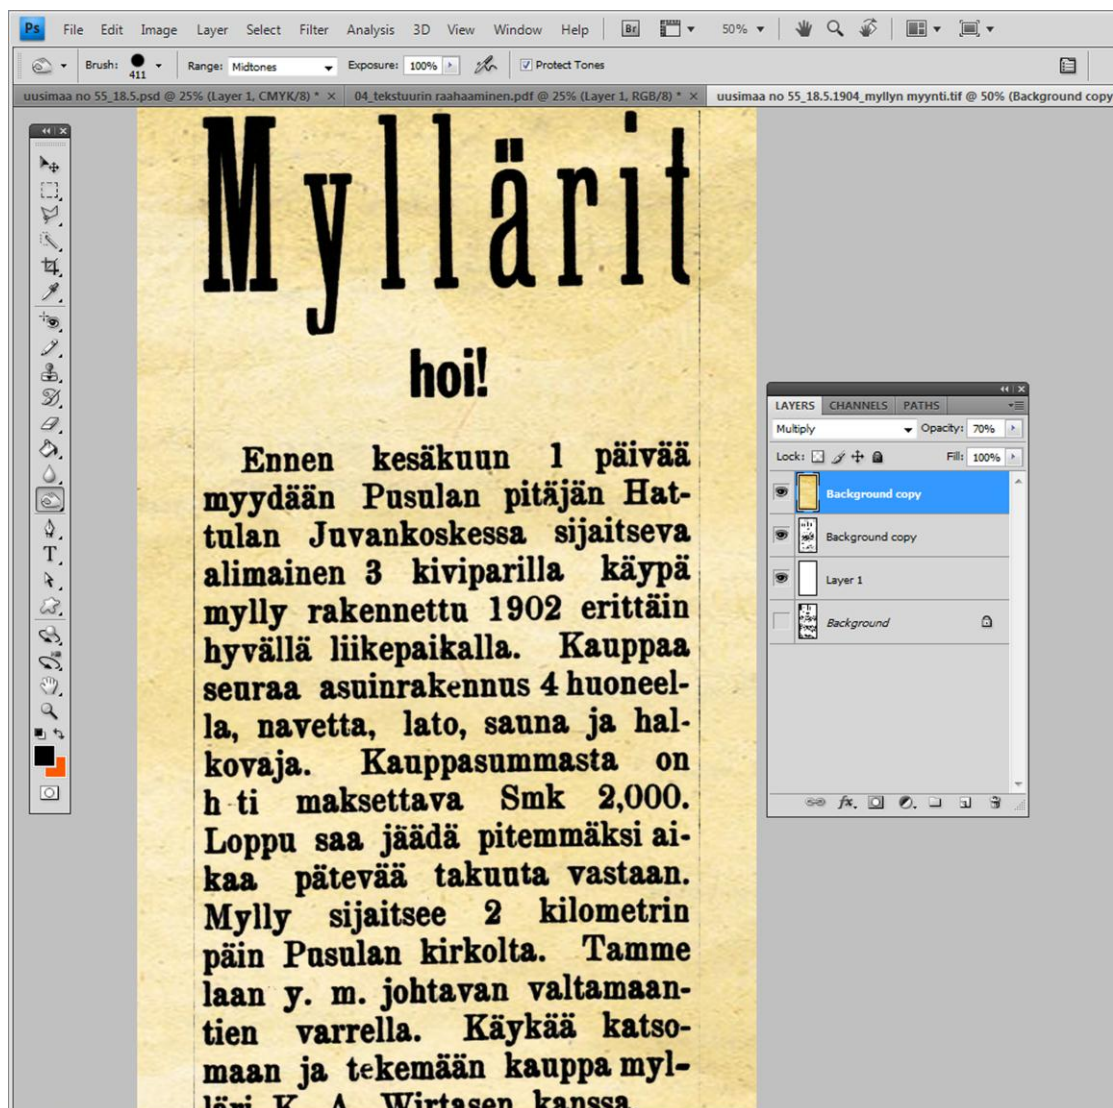 Ps File Edit Image Layer Select Filter Analysis 3D View Window Help Br 50%
Brush: 411 Range: Midtones Exposure: 100% Protect Tones
uusimaa no 55_18.5.psd @ 25% (Layer 1, CMYK/8) * × 04_tekstuurin raahaaminen.pdf @ 25% (Layer 1, RGB/8) * × uusimaa no 55_18.5.1904_myllyn myynti.tif @ 50% (Background copy
Myllärit
hoi!
Ennen kesäkuun 1 päivää
myydään Pusulan pitäjän Hat-
tulan Juvankoskessa sijaitseva
alimainen 3 kiviparilla käypä
mylly rakennettu 1902 erittäin
hyvällä liikepaikalla. Kauppaa
seuraa asuinrakennus 4 huoneel-
la, navetta, lato, sauna ja hal-
kovaja. Kauppasummasta on
h ti maksettava Smk 2,000.
Loppu saa jäädä pitemmäksi ai-
kaa pätevää takuuta vastaan.
Mylly sijaitsee 2 kilometrin
päin Pusulan kirkolta. Tamme
laan y. m. johtavan valtamaan-
tien varrella. Käykää katso-
maan ja tekemään kauppa myl-
läri K. A. Wirtasen kanssa
LAYERS CHANNELS PATHS
Multiply Opacity: 70%
Lock: Fill: 100%
Background copy
Background copy
Layer 1
Background
fx.